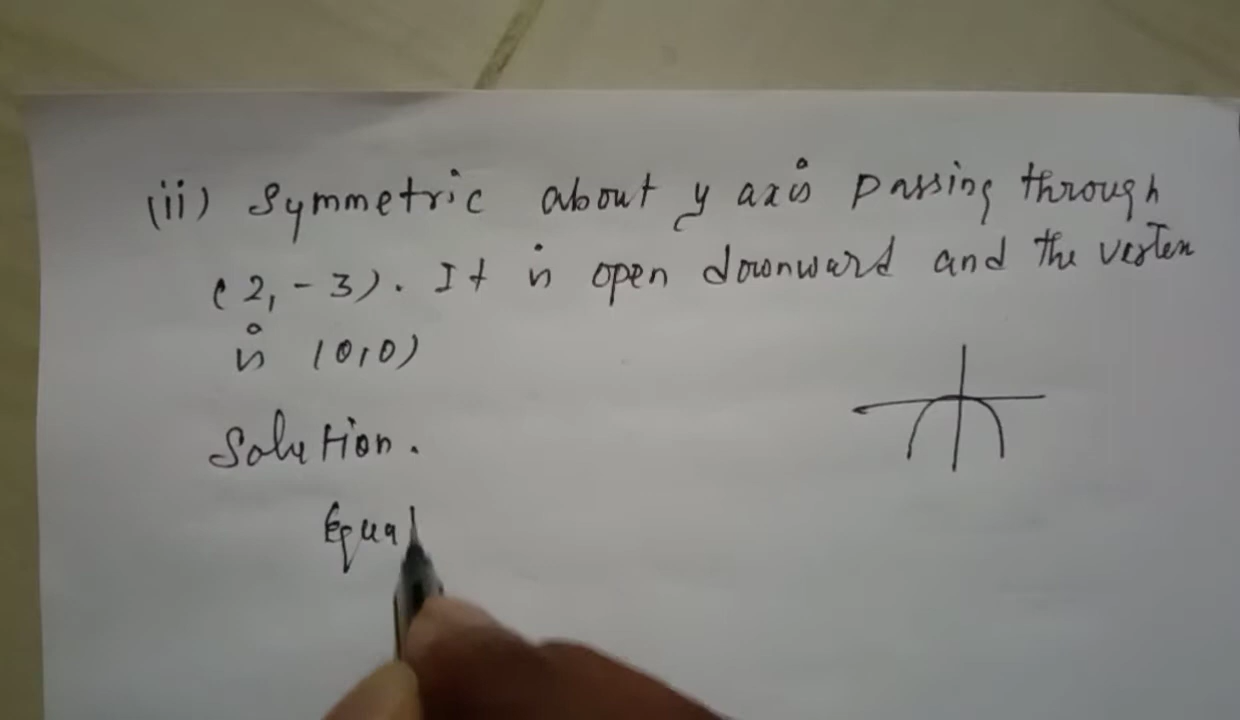 (ii) Symmetric about y axis passing through
(2, -3). It is open downward and the vertex
is (0,0)
Solution.
Equat